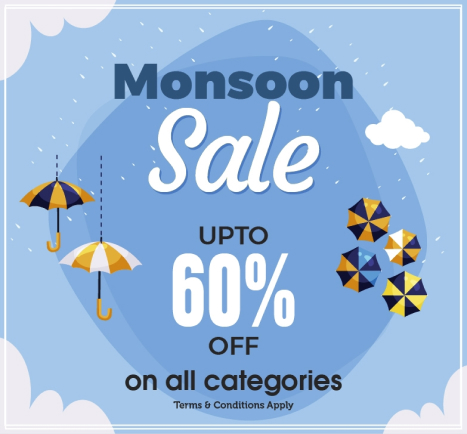 Monsoon
Sale
UPTO
60%
OFF
on all categories
Terms & Conditions Apply